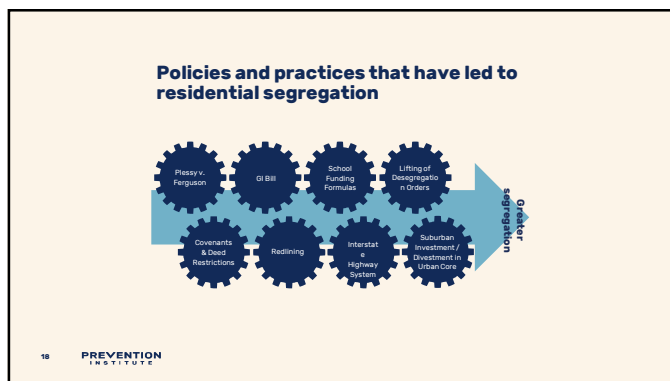 Policies and practices that have led to
residential segregation
Plessy v.
Ferguson
GI Bill
School
Funding
Formulas
Lifting of
Desegregatio
n Orders
Covenants
& Deed
Restrictions
Redlining
Interstat
e
Highway
System
Suburban
Investment /
Divestment in
Urban Core
Greater
segregation
18
PREVENTION
INSTITUTE